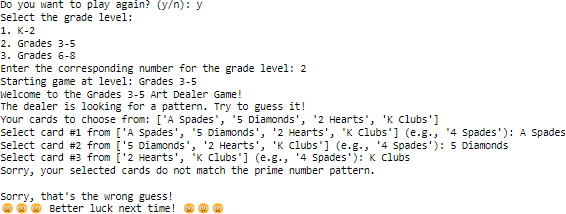 Do you want to play again? (y/n): y
Select the grade level:
1. K-2
2. Grades 3-5
3. Grades 6-8
Enter the corresponding number for the grade level: 2
Starting game at level: Grades 3-5
Welcome to the Grades 3-5 Art Dealer Game!
The dealer is looking for a pattern. Try to guess it!
Your cards to choose from: ['A Spades', '5 Diamonds', '2 Hearts', 'K Clubs']
Select card #1 from ['A Spades', '5 Diamonds', '2 Hearts', 'K Clubs'] (e.g., '4 Spades'): A Spades
Select card #2 from ['5 Diamonds', '2 Hearts', 'K Clubs'] (e.g., '4 Spades'): 5 Diamonds
Select card #3 from ['2 Hearts', 'K Clubs'] (e.g., '4 Spades'): K Clubs
Sorry, your selected cards do not match the prime number pattern.
Sorry, that's the wrong guess!
Better luck next time!